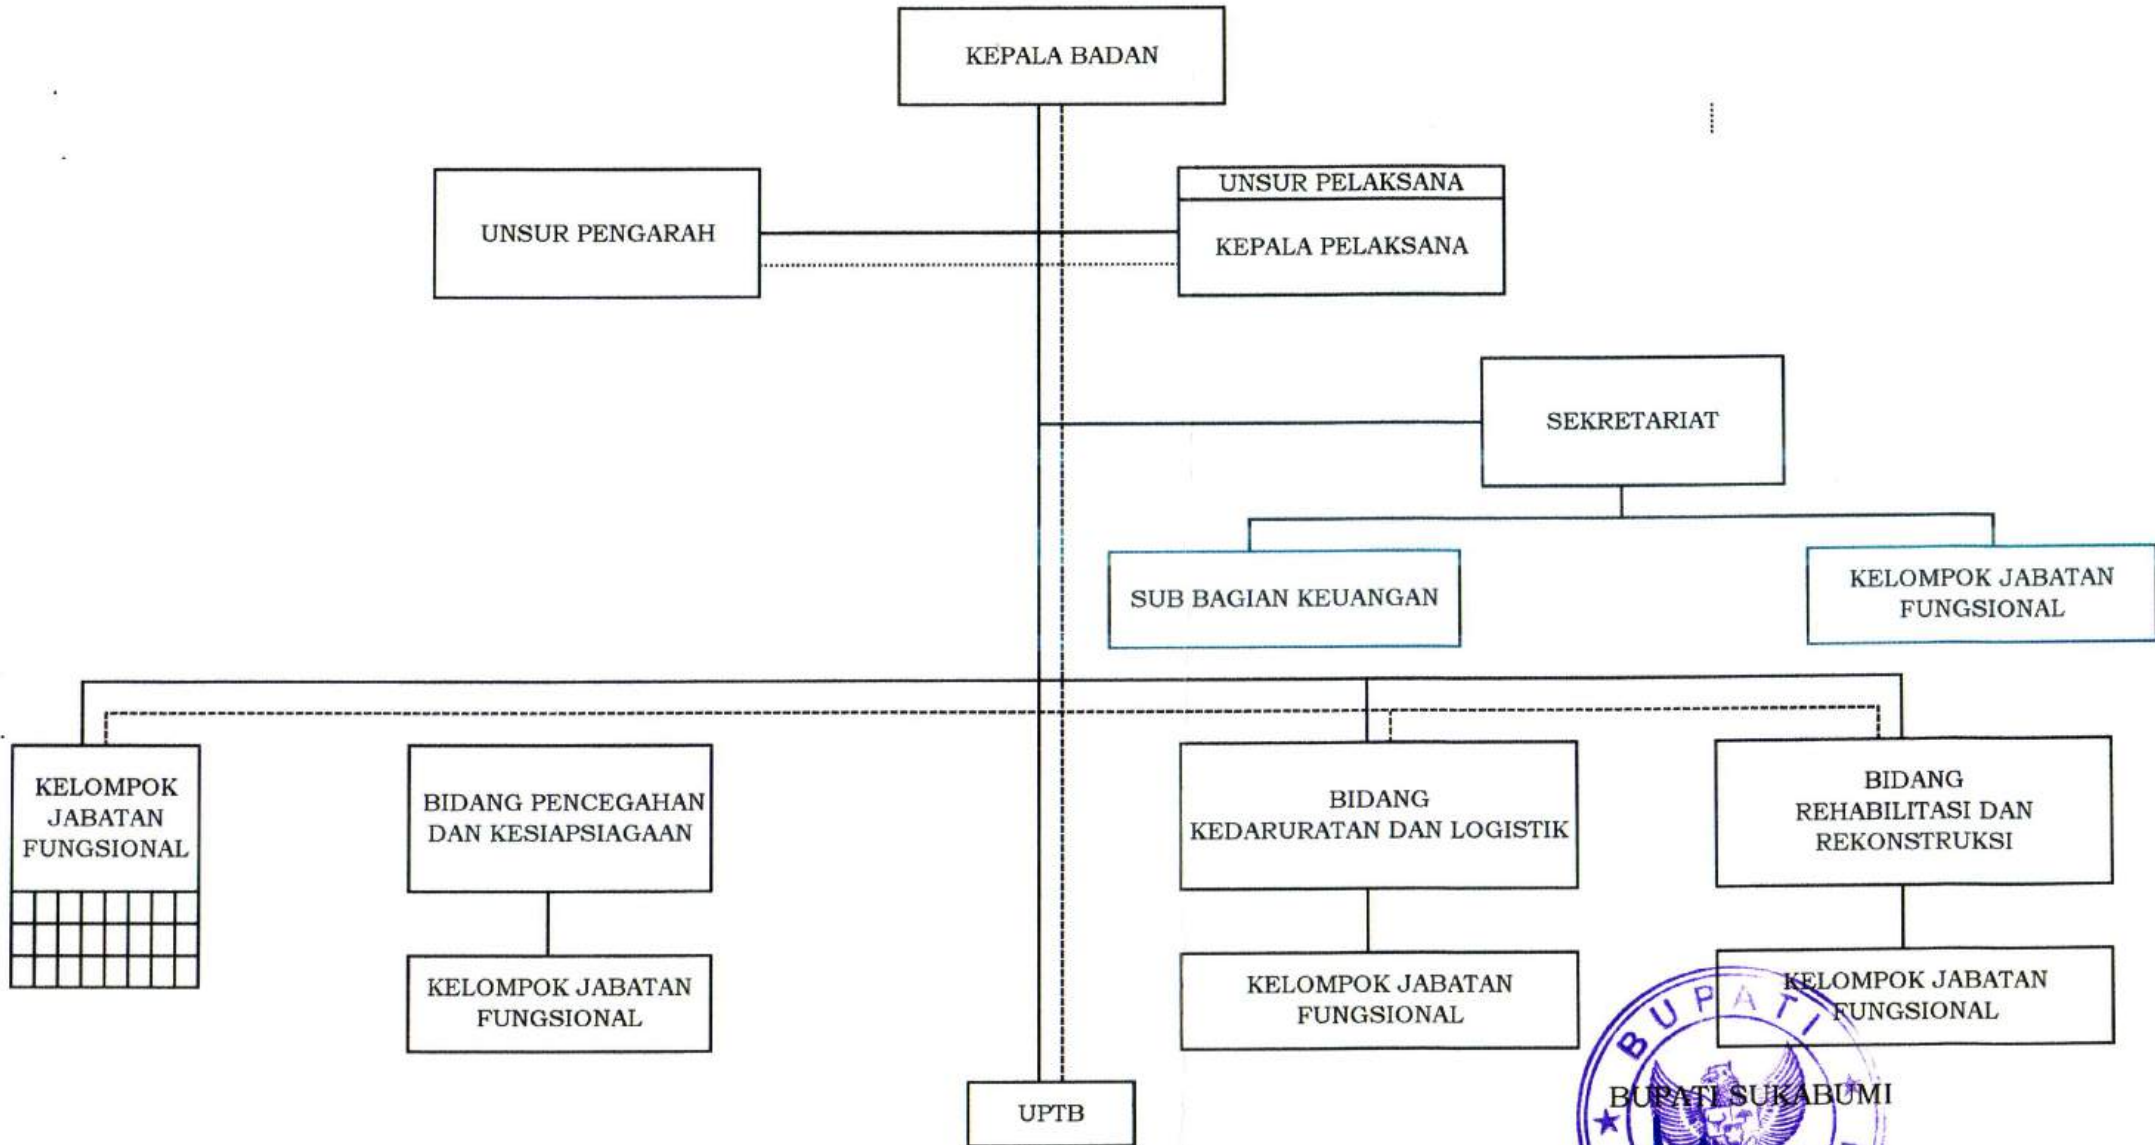 KEPALA BADAN
UNSUR PENGARAH
UNSUR PELAKSANA
KEPALA PELAKSANA
SEKRETARIAT
SUB BAGIAN KEUANGAN
KELOMPOK JABATAN
FUNGSIONAL
KELOMPOK
JABATAN
FUNGSIONAL
BIDANG PENCEGAHAN
DAN KESIAPSIAGAAN
BIDANG
KEDARURATAN DAN LOGISTIK
BIDANG
REHABILITASI DAN
REKONSTRUKSI
KELOMPOK JABATAN
FUNGSIONAL
KELOMPOK JABATAN
FUNGSIONAL
KELOMPOK JABATAN
FUNGSIONAL
UPTB
BUPATI
BUPATI SUKABUMI